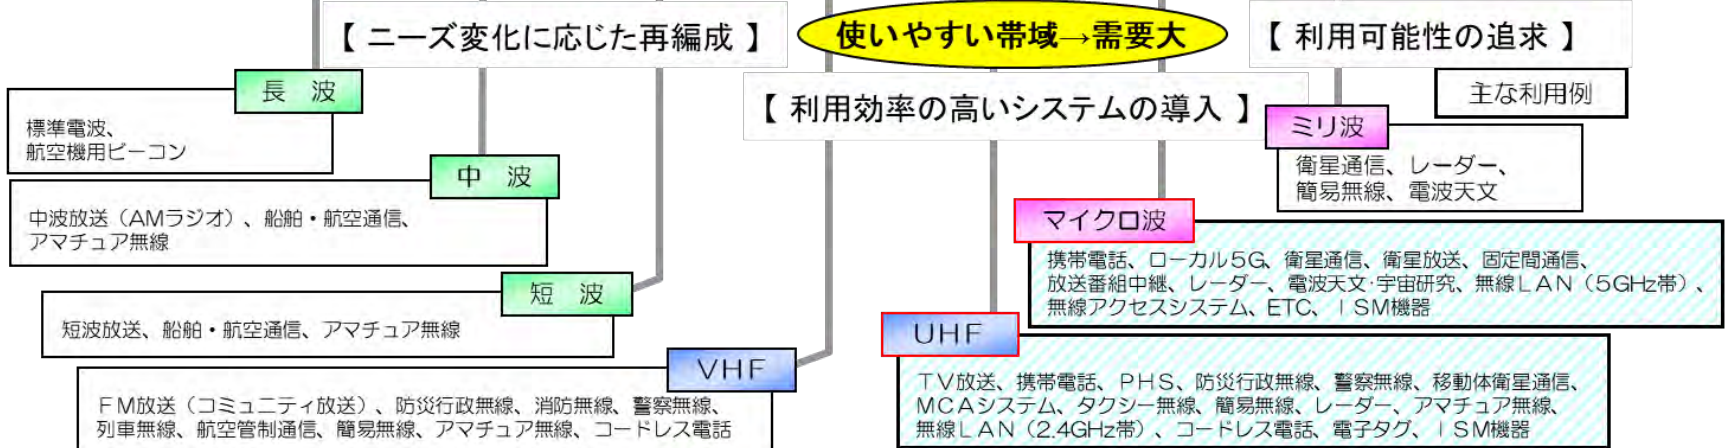 【 ニーズ変化に応じた再編成 】
使いやすい帯域→需要大
【 利用可能性の追求 】
【 利用効率の高いシステムの導入 】
主な利用例
長 波
標準電波、
航空機用ビーコン
中 波
中波放送（AMラジオ）、船舶・航空通信、
アマチュア無線
短 波
短波放送、船舶・航空通信、アマチュア無線
VHF
FM放送（コミュニティ放送）、防災行政無線、消防無線、警察無線、
列車無線、航空管制通信、簡易無線、アマチュア無線、コードレス電話
ミリ波
衛星通信、レーダー、
簡易無線、電波天文
マイクロ波
携帯電話、ローカル5G、衛星通信、衛星放送、固定間通信、
放送番組中継、レーダー、電波天文・宇宙研究、無線LAN（5GHz帯）、
無線アクセスシステム、ETC、ISM機器
UHF
TV放送、携帯電話、PHS、防災行政無線、警察無線、移動体衛星通信、
MCAシステム、タクシー無線、簡易無線、レーダー、アマチュア無線、
無線LAN（2.4GHz帯）、コードレス電話、電子タグ、ISM機器